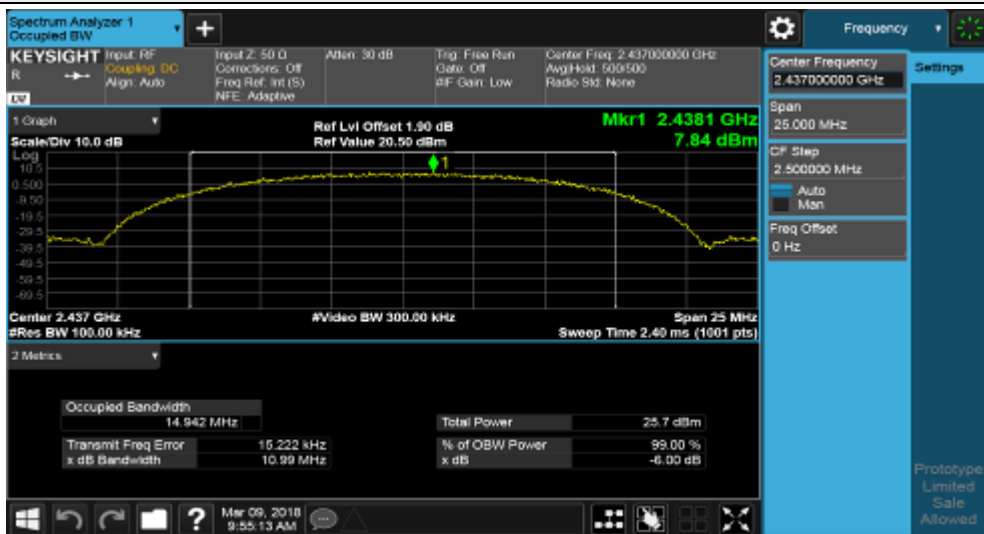 Spectrum Analyzer 1
Occupied BW
Frequency
KEYSIGHT
R
Input: RF
Coupling: DC
Align: Auto
Input Z: 50 Ω
Corrections: Off
Freq Ref: Int (S)
NFE: Adaptive
Atten: 30 dB
Trig: Free Run
Gate: Off
#IF Gain: Low
Center Freq: 2.437000000 GHz
Avg|Hold: 500/500
Radio Std: None
Center Frequency
2.437000000 GHz
Settings
Span
25.000 MHz
CF Step
2.500000 MHz
Auto
Man
Freq Offset
0 Hz
1 Graph
Scale/Div 10.0 dB
Ref Lvl Offset 1.90 dB
Ref Value 20.50 dBm
Mkr1 2.4381 GHz
7.84 dBm
Log
10.5
0.500
-9.50
-19.5
-29.5
-39.5
-49.5
-59.5
-69.5
1
Center 2.437 GHz
#Res BW 100.00 kHz
#Video BW 300.00 kHz
Span 25 MHz
Sweep Time 2.40 ms (1001 pts)
2 Metrics
Occupied Bandwidth
14.942 MHz
Transmit Freq Error 15.222 kHz
x dB Bandwidth 10.99 MHz
Total Power 25.7 dBm
% of OBW Power 99.00 %
x dB -6.00 dB
Prototype
Limited
Sale
Allowed
Mar 09, 2018
9:55:13 AM